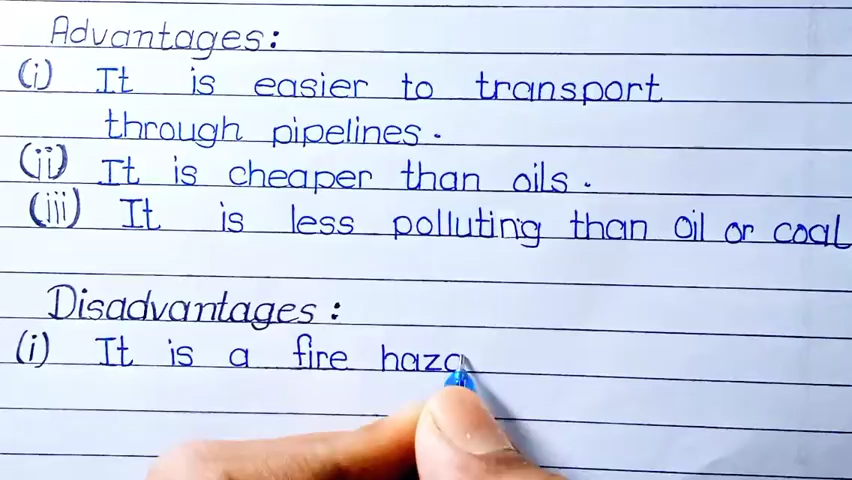 Advantages:
(i) It is easier to transport
through pipelines.
(ii) It is cheaper than oils.
(iii) It is less polluting than oil or coal
Disadvantages:
(i) It is a fire haza